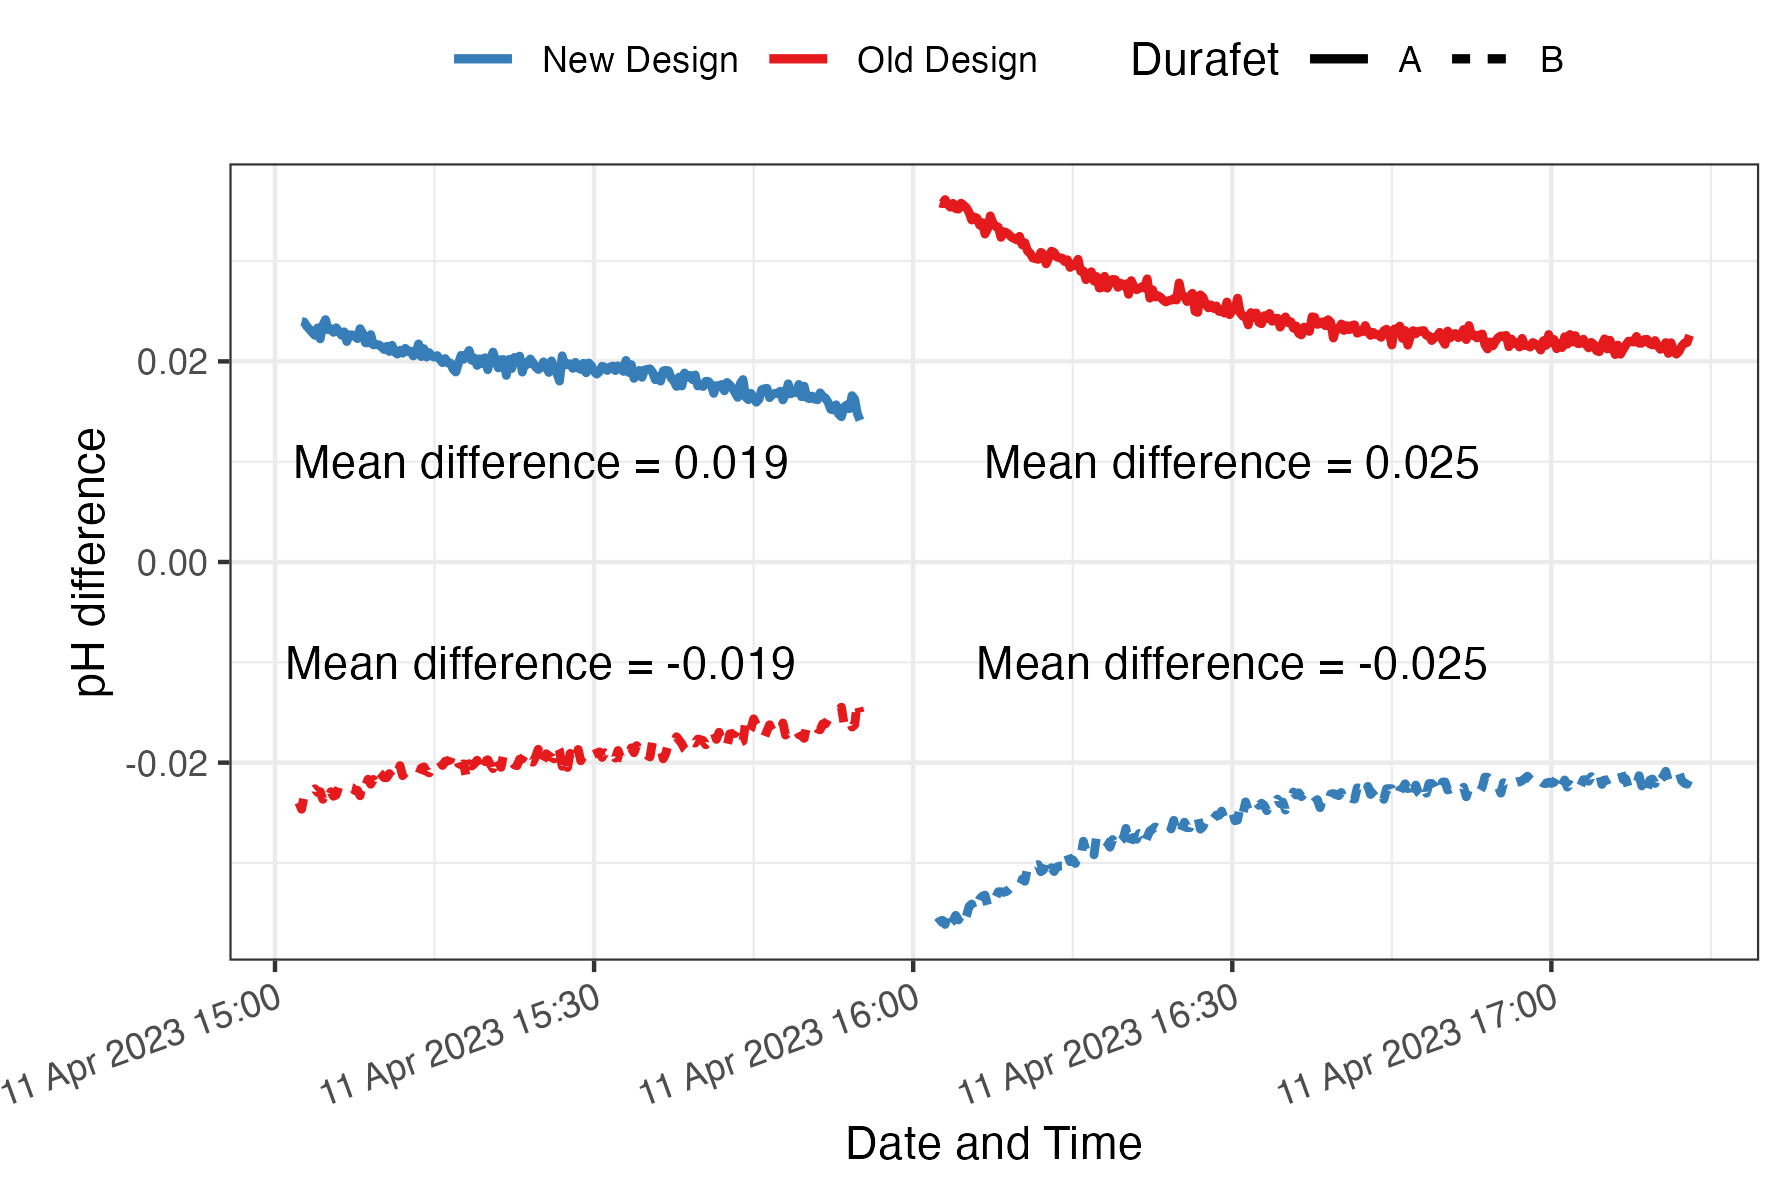 New Design Old Design Durafet A B
0.02
0.00
-0.02
pH difference
Mean difference = 0.019 Mean difference = 0.025
Mean difference = -0.019 Mean difference = -0.025
11 Apr 2023 15:00 11 Apr 2023 15:30 11 Apr 2023 16:00 11 Apr 2023 16:30 11 Apr 2023 17:00
Date and Time